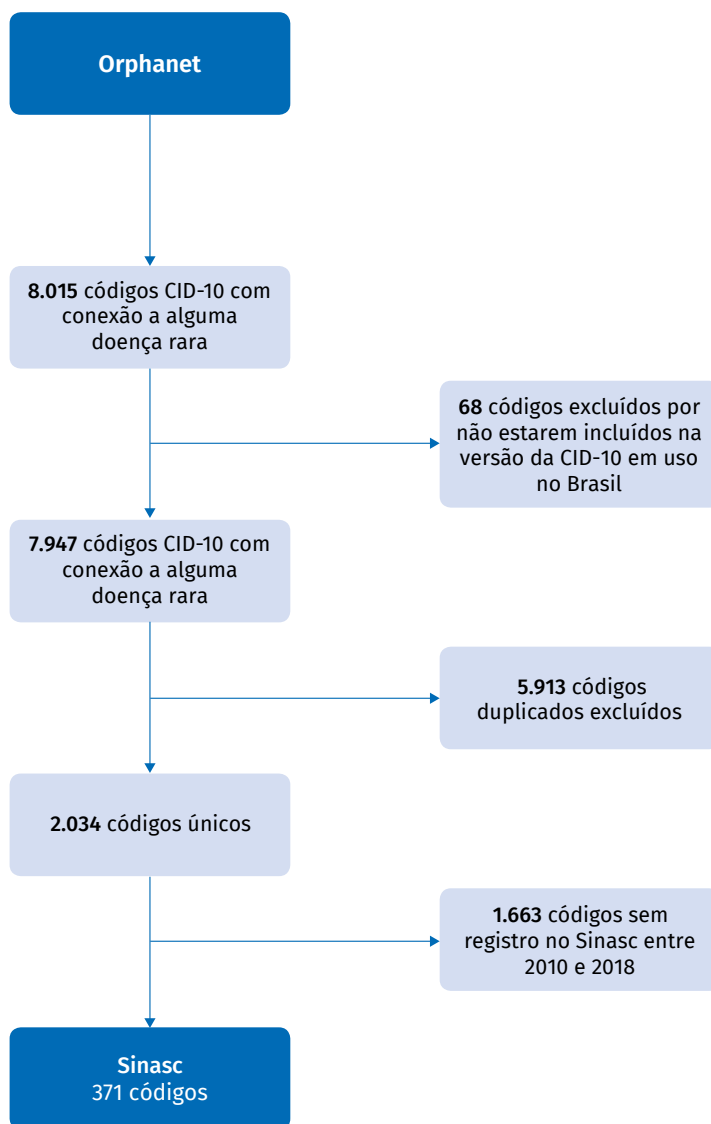 Orphanet
8.015 códigos CID-10 com
conexão a alguma
doença rara
68 códigos excluídos por
não estarem incluídos na
versão da CID-10 em uso
no Brasil
7.947 códigos CID-10 com
conexão a alguma
doença rara
5.913 códigos
duplicados excluídos
2.034 códigos únicos
1.663 códigos sem
registro no Sinasc entre
2010 e 2018
Sinasc
371 códigos